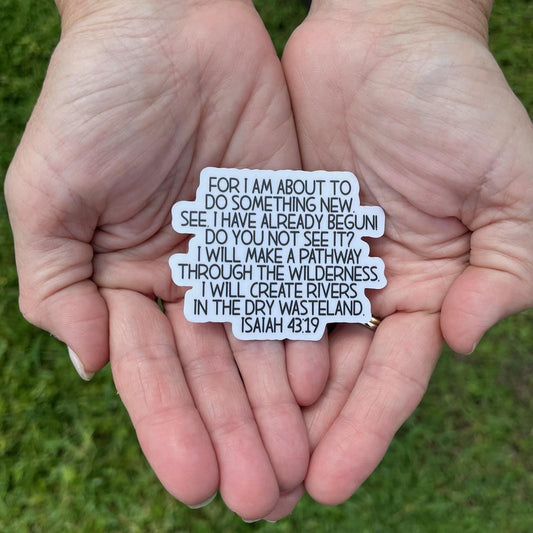 FOR I AM ABOUT TO
DO SOMETHING NEW.
SEE, I HAVE ALREADY BEGUN!
DO YOU NOT SEE IT?
I WILL MAKE A PATHWAY
THROUGH THE WILDERNESS.
I WILL CREATE RIVERS
IN THE DRY WASTELAND.
ISAIAH 43:19